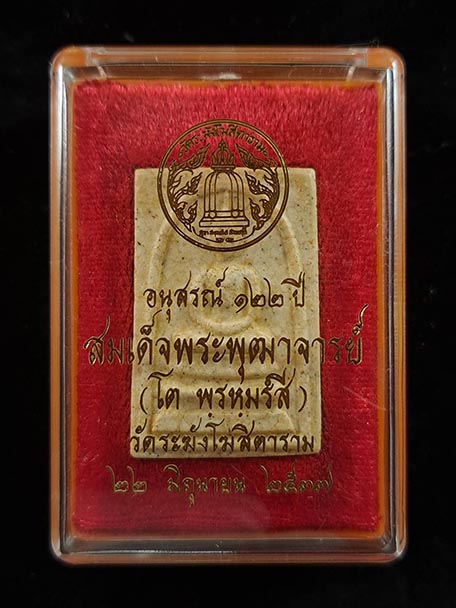 อนุสรณ์ ๑๒๒ ปี
สมเด็จพระพุฒาจารย์
(โต พรหฺมรํสี)
วัดระฆังโฆสิตาราม
๒๒ มิถุนายน ๒๕๓๗